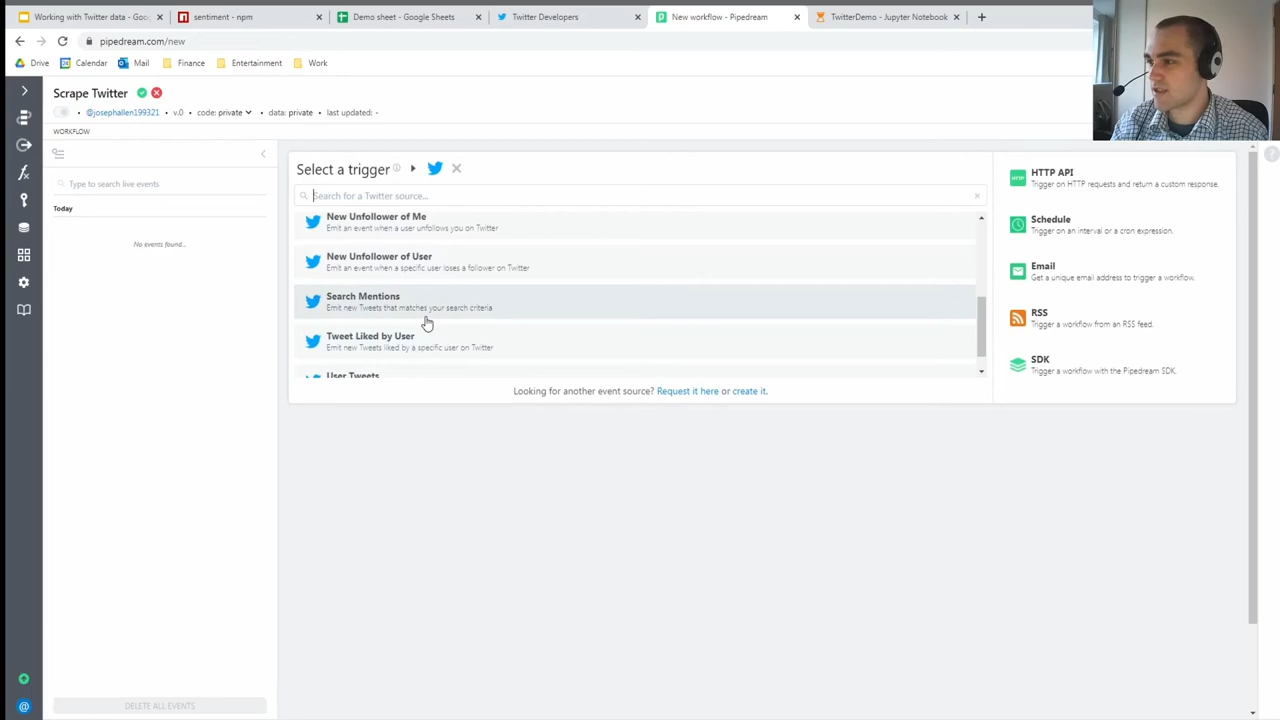 Working with Twitter data - Goo
sentiment - npm
Demo sheet - Google Sheets
Twitter Developers
New workflow - Pipedream
TwitterDemo - Jupyter Notebook
pipedream.com/new
Drive
Calendar
Mail
Finance
Entertainment
Work
Scrape Twitter
@josephallen199321 • v.0 • code: private • data: private • last updated: -
WORKFLOW
Type to search live events
Today
No events found...
DELETE ALL EVENTS
Select a trigger
Search for a Twitter source...
New Unfollower of Me
Emit an event when a user unfollows you on Twitter
New Unfollower of User
Emit an event when a specific user loses a follower on Twitter
Search Mentions
Emit new Tweets that matches your search criteria
Tweet Liked by User
Emit new Tweets liked by a specific user on Twitter
User Tweets
Looking for another event source? Request it here or create it.
HTTP API
Trigger on HTTP requests and return a custom response.
Schedule
Trigger on an interval or a cron expression.
Email
Get a unique email address to trigger a workflow.
RSS
Trigger a workflow from an RSS feed.
SDK
Trigger a workflow with the Pipedream SDK.